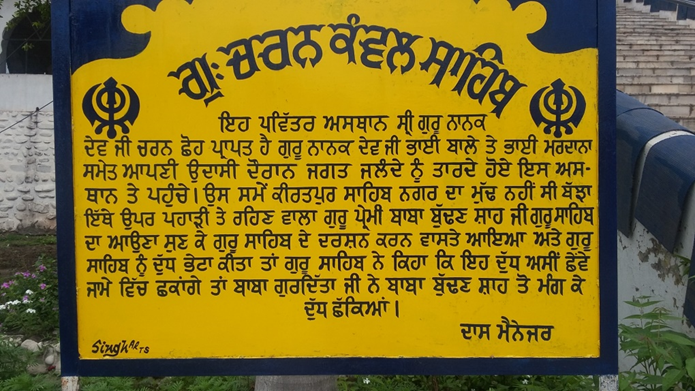 ਗੁ: ਚਰਨ ਕੰਵਲ ਸਾਹਿਬ
ਇਹ ਪਵਿੱਤਰ ਅਸਥਾਨ ਸ੍ਰੀ ਗੁਰੂ ਨਾਨਕ
ਦੇਵ ਜੀ ਚਰਨ ਛੋਹ ਪ੍ਰਾਪਤ ਹੈ ਗੁਰੂ ਨਾਨਕ ਦੇਵ ਜੀ ਭਾਈ ਬਾਲੇ ਤੇ ਭਾਈ ਮਰਦਾਨਾ
ਸਮੇਤ ਆਪਣੀ ਉਦਾਸੀ ਦੌਰਾਨ ਜਗਤ ਜਲੰਦੇ ਨੂੰ ਤਾਰਦੇ ਹੋਏ ਇਸ ਅਸ-
ਥਾਨ ਤੇ ਪਹੁੰਚੇ। ਉਸ ਸਮੇਂ ਕੀਰਤਪੁਰ ਸਾਹਿਬ ਨਗਰ ਦਾ ਮੁੱਢ ਨਹੀਂ ਸੀ ਬੱਝਾ
ਇੱਥੇ ਉਪਰ ਪਹਾੜੀ ਤੇ ਰਹਿਣ ਵਾਲਾ ਗੁਰੂ ਪ੍ਰੇਮੀ ਬਾਬਾ ਬੁੱਢਣ ਸ਼ਾਹ ਜੀ ਗੁਰੂ ਸਾਹਿਬ
ਦਾ ਆਉਣਾ ਸੁਣ ਕੇ ਗੁਰੂ ਸਾਹਿਬ ਦੇ ਦਰਸ਼ਨ ਕਰਨ ਵਾਸਤੇ ਆਇਆ ਅਤੇ ਗੁਰੂ
ਸਾਹਿਬ ਨੂੰ ਦੁੱਧ ਭੇਟਾ ਕੀਤਾ ਤਾਂ ਗੁਰੂ ਸਾਹਿਬ ਨੇ ਕਿਹਾ ਕਿ ਇਹ ਦੁੱਧ ਅਸੀਂ ਛੇਂਵੇ
ਜਾਮੇ ਵਿੱਚ ਛਕਾਂਗੇ ਤਾਂ ਬਾਬਾ ਗੁਰਦਿੱਤਾ ਜੀ ਨੇ ਬਾਬਾ ਬੁੱਢਣ ਸ਼ਾਹ ਤੋ ਮੰਗ ਕੇ
ਦੁੱਧ ਛੱਕਿਆਂ।
ਦਾਸ ਮੈਨੇਜਰ
Singh Arts